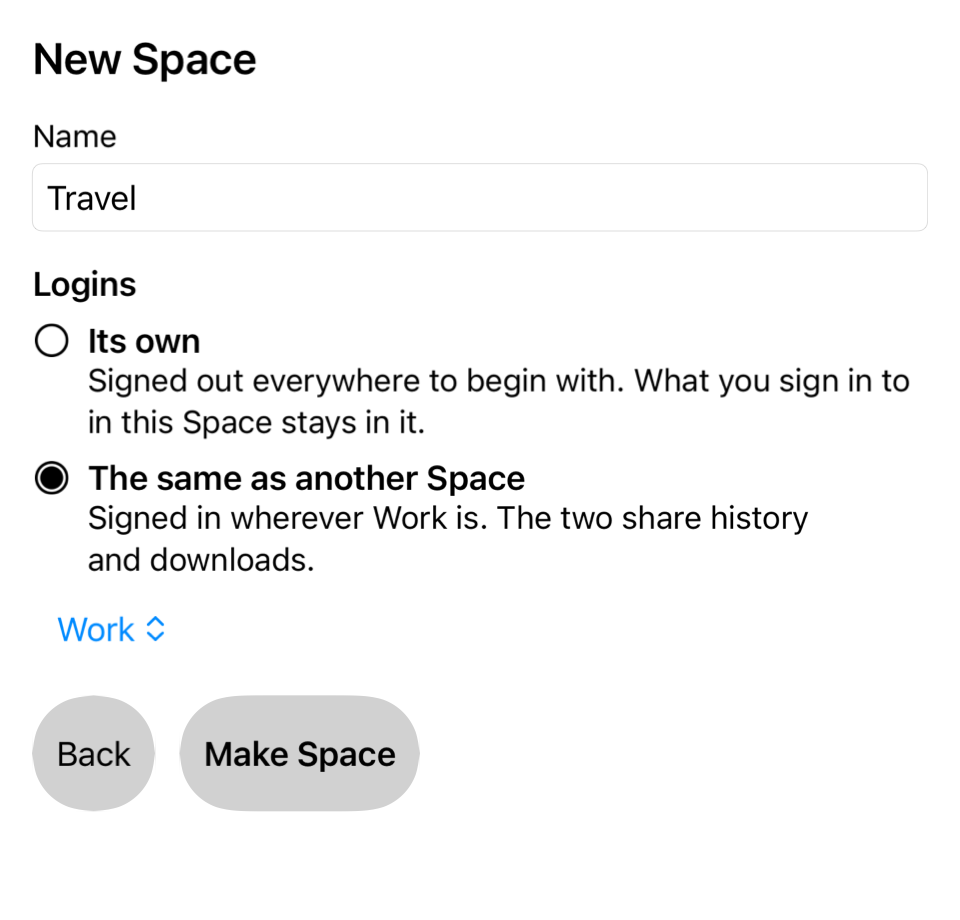 New Space
Name
Travel
Logins
Its own
Signed out everywhere to begin with. What you sign in to
in this Space stays in it.
The same as another Space
Signed in wherever Work is. The two share history
and downloads.
Work
Back
Make Space